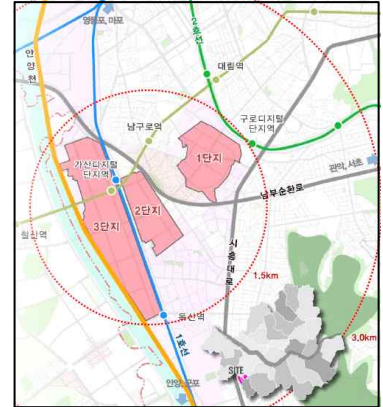 영등포, 마포
안양천
2호선
대림역
구로디지털
단지역
남구로역
1단지
관악, 서초
가산디지털
단지역
2단지
남부순환로
3단지
철산역
시흥대로
1.5km
독산역
1호선
3.0km
SITE
안양, 군포